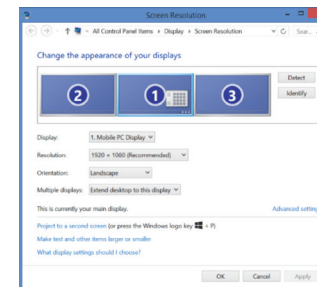 Screen Resolution
All Control Panel Items › Display › Screen Resolution
Change the appearance of your displays
2
1
3
Detect
Identify
Display: 1. Mobile PC Display
Resolution: 1920 × 1080 (Recommended)
Orientation: Landscape
Multiple displays: Extend desktop to this display
This is currently your main display.
Advanced setting
Project to a second screen (or press the Windows logo key + P)
Make text and other items larger or smaller
What display settings should I choose?
OK Cancel Apply